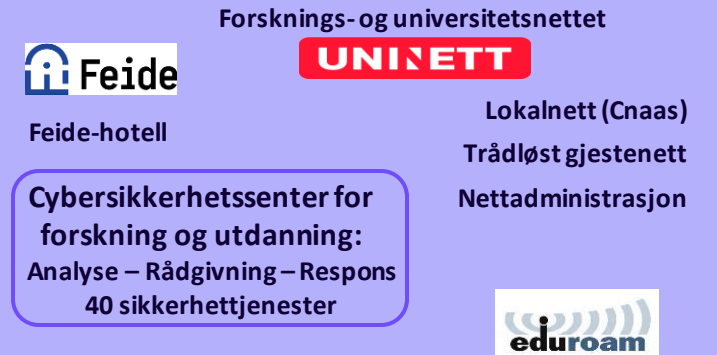 Forsknings- og universitetsnettet
UNINETT
Feide
Feide-hotell
Lokalnett (Cnaas)
Trådløst gjestenett
Nettadministrasjon
Cybersikkerhetssenter for
forskning og utdanning:
Analyse – Rådgivning – Respons
40 sikkerhettjenester
eduroam